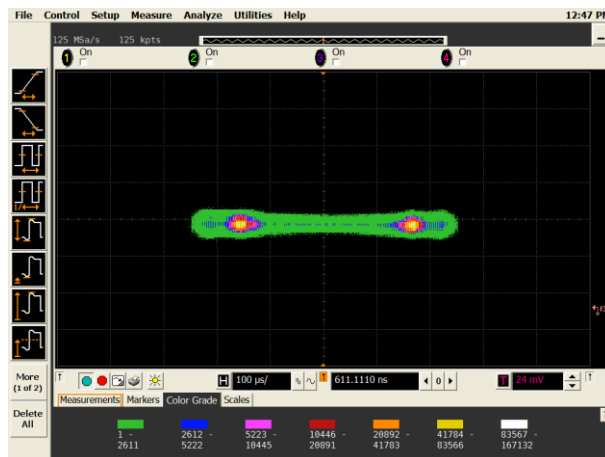 File Control Setup Measure Analyze Utilities Help 12:47 PM
125 MSa/s 125 kpts
1 On 2 On 3 On 4 On
More
(1 of 2)
Delete
All
H 100 µs/ 611.1110 ns 0 T 24 mV
Measurements Markers Color Grade Scales
1 - 2612 - 5223 - 10446 - 20892 - 41784 - 83567 -
2611 5222 10445 20891 41783 83566 167132